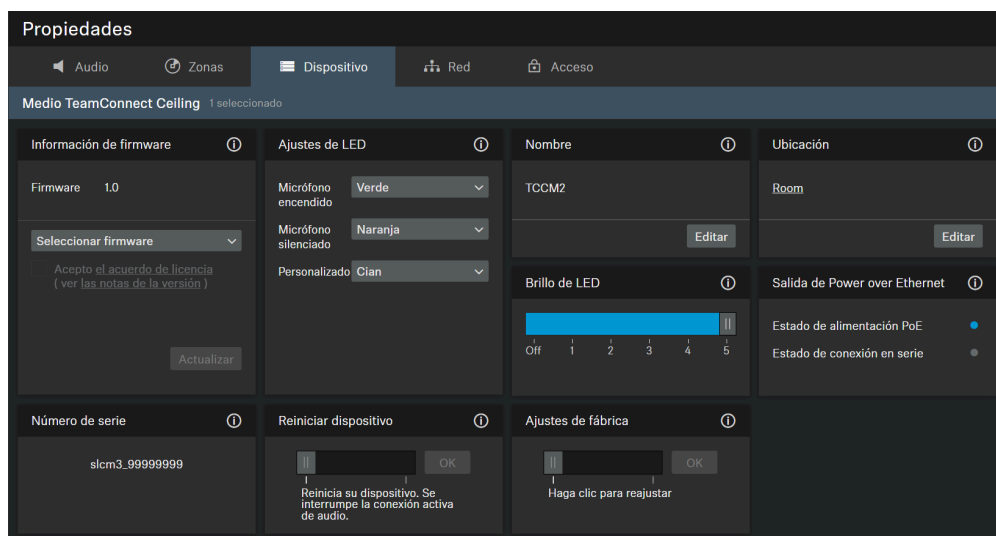 Propiedades
Audio
Zonas
Dispositivo
Red
Acceso
Medio TeamConnect Ceiling 1 seleccionado
Información de firmware
Firmware 1.0
Seleccionar firmware
Acepto el acuerdo de licencia
( ver las notas de la versión )
Actualizar
Ajustes de LED
Micrófono
encendido
Verde
Micrófono
silenciado
Naranja
Personalizado
Cian
Nombre
TCCM2
Editar
Ubicación
Room
Editar
Brillo de LED
Off 1 2 3 4 5
Salida de Power over Ethernet
Estado de alimentación PoE
Estado de conexión en serie
Número de serie
slcm3_99999999
Reiniciar dispositivo
OK
Reinicia su dispositivo. Se
interrumpe la conexión activa
de audio.
Ajustes de fábrica
OK
Haga clic para reajustar